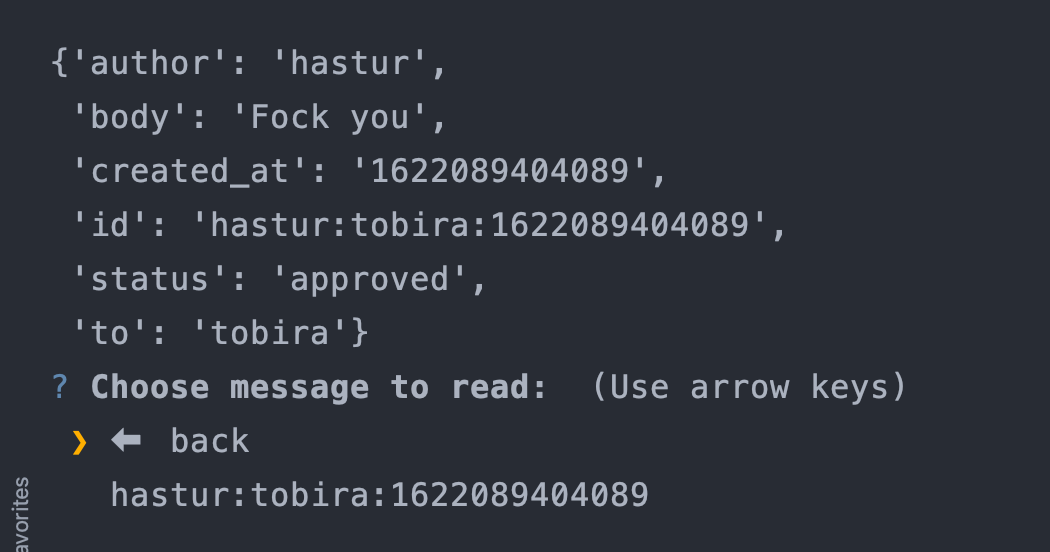 {'author': 'hastur',
 'body': 'Fock you',
 'created_at': '1622089404089',
 'id': 'hastur:tobira:1622089404089',
 'status': 'approved',
 'to': 'tobira'}
? Choose message to read:  (Use arrow keys)
 ❯ ⬅ back
   hastur:tobira:1622089404089
avorites